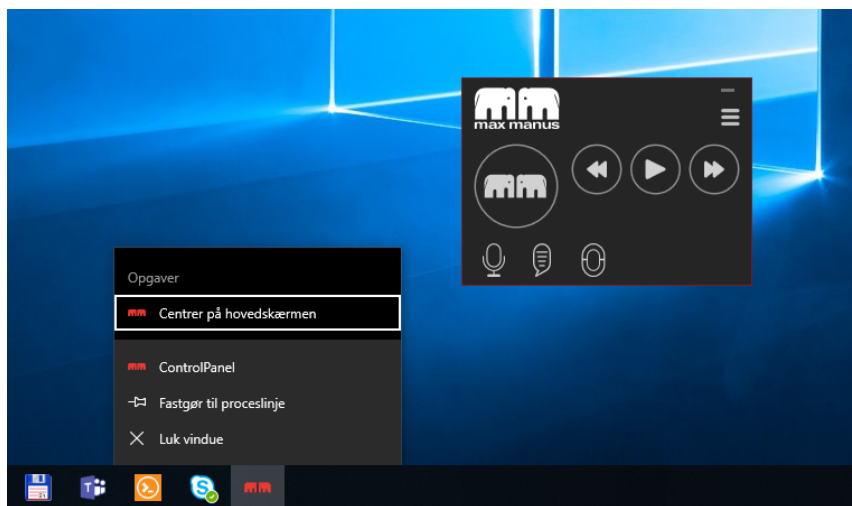 max manus
Opgaver
Centrer på hovedskærmen
ControlPanel
Fastgør til proceslinje
Luk vindue